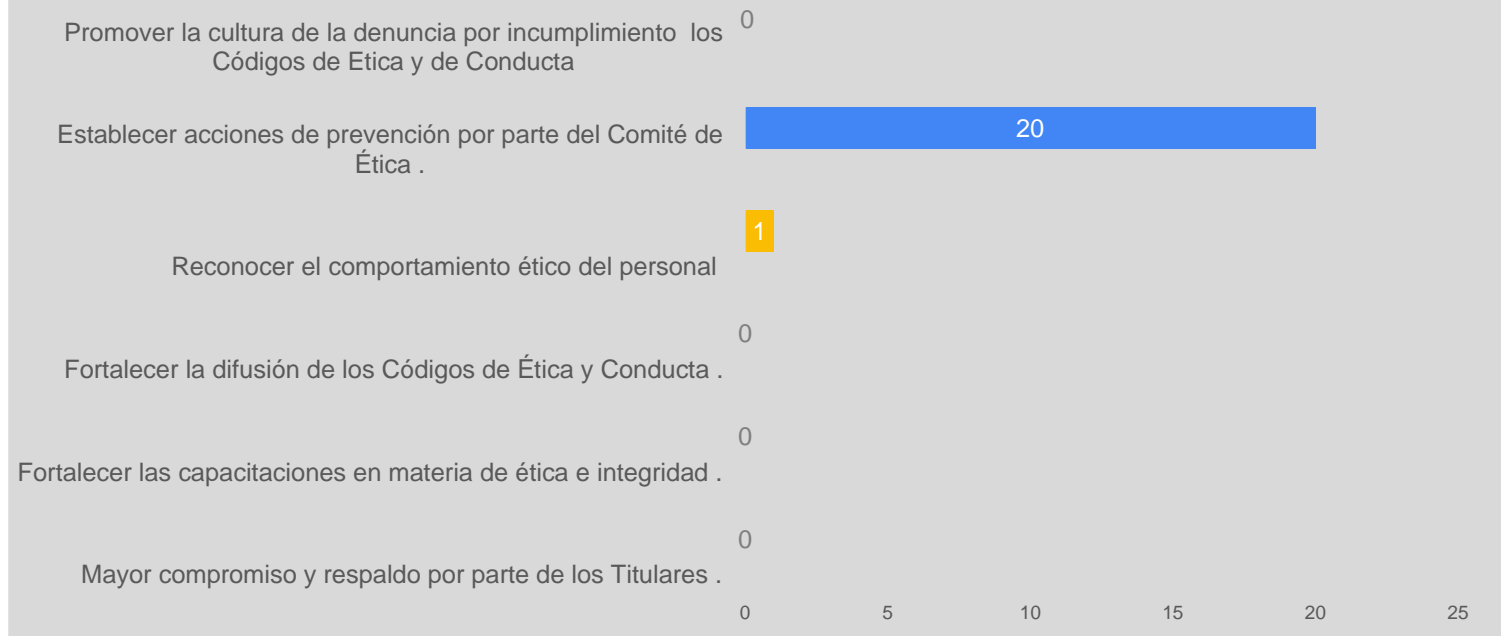 Promover la cultura de la denuncia por incumplimiento  los
Códigos de Etica y de Conducta
0
Establecer acciones de prevención por parte del Comité de
Ética .
20
Reconocer el comportamiento ético del personal
1
Fortalecer la difusión de los Códigos de Ética y Conducta .
0
Fortalecer las capacitaciones en materia de ética e integridad .
0
Mayor compromiso y respaldo por parte de los Titulares .
0
0 5 10 15 20 25